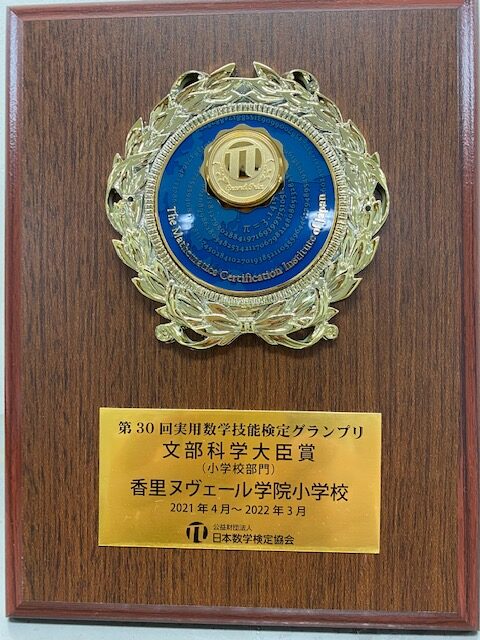 Grand Prix
The Mathematics Certification Institute of Japan
第30回実用数学技能検定グランプリ
文部科学大臣賞
（小学校部門）
香里ヌヴェール学院小学校
2021年4月～2022年3月
公益財団法人
日本数学検定協会